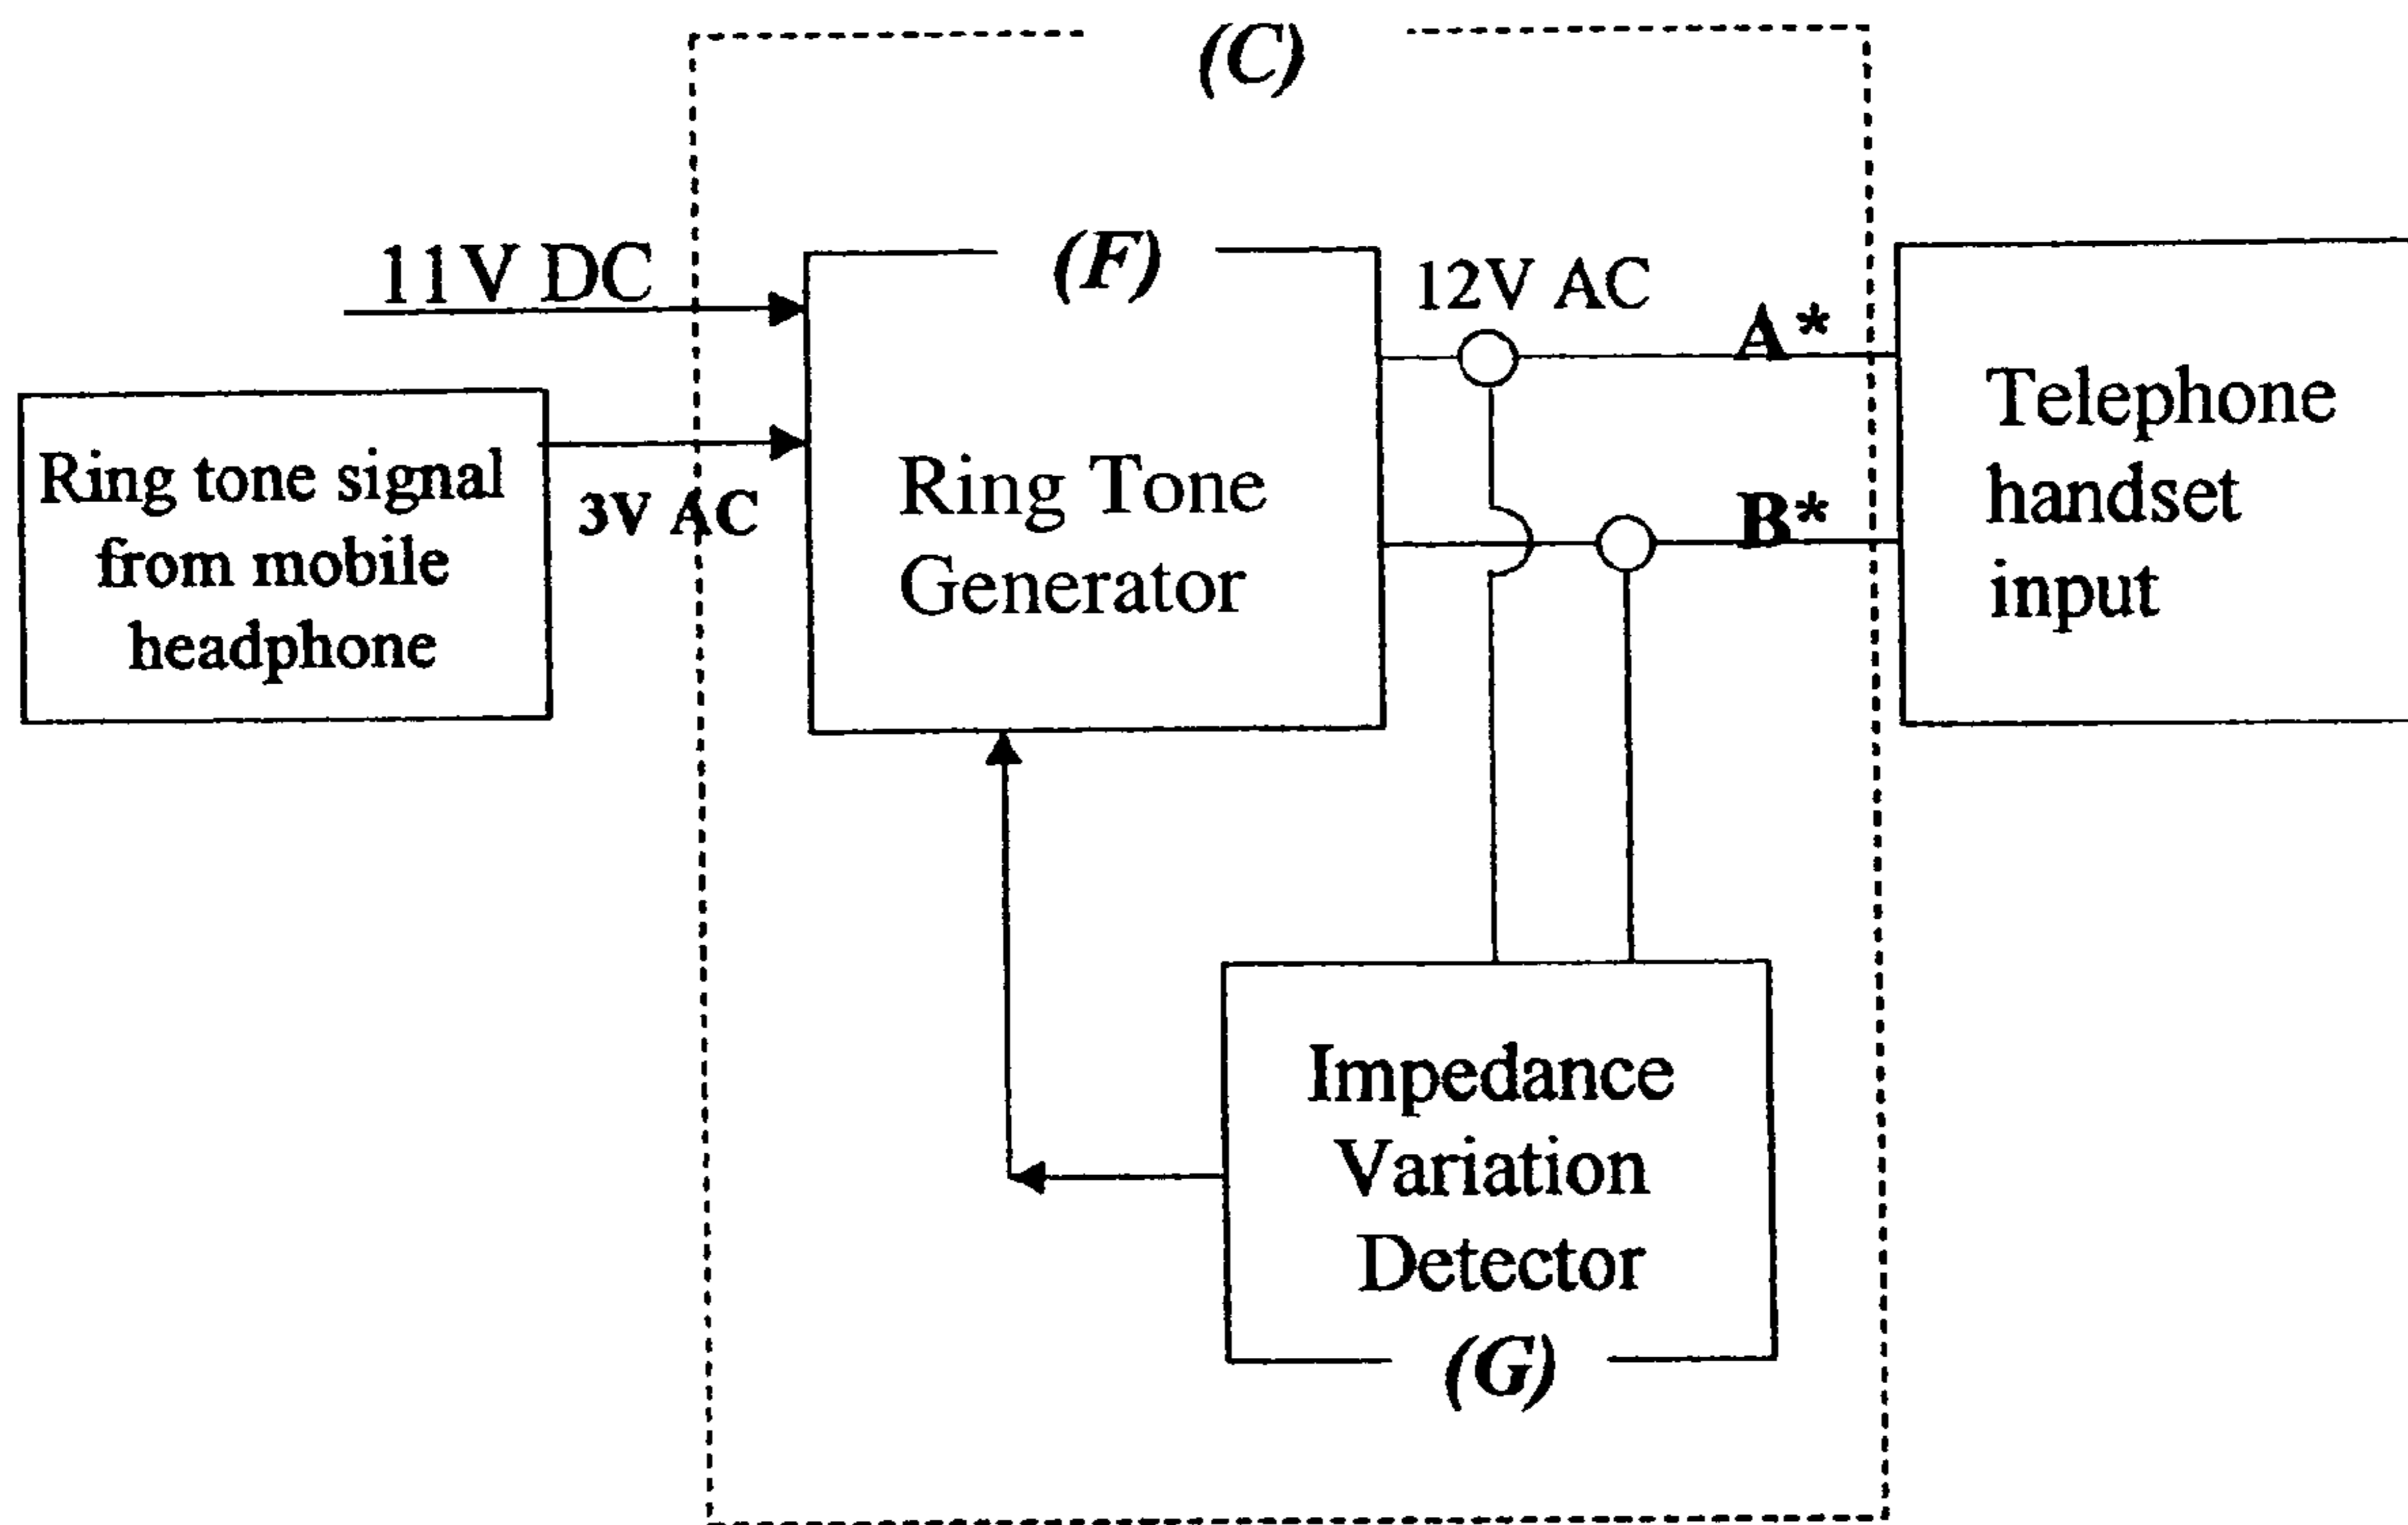 (C)
11V DC
(F)
12V AC
A*
Ring tone signal
from mobile
headphone
3V AC
Ring Tone
Generator
B*
Telephone
handset
input
Impedance
Variation
Detector
(G)